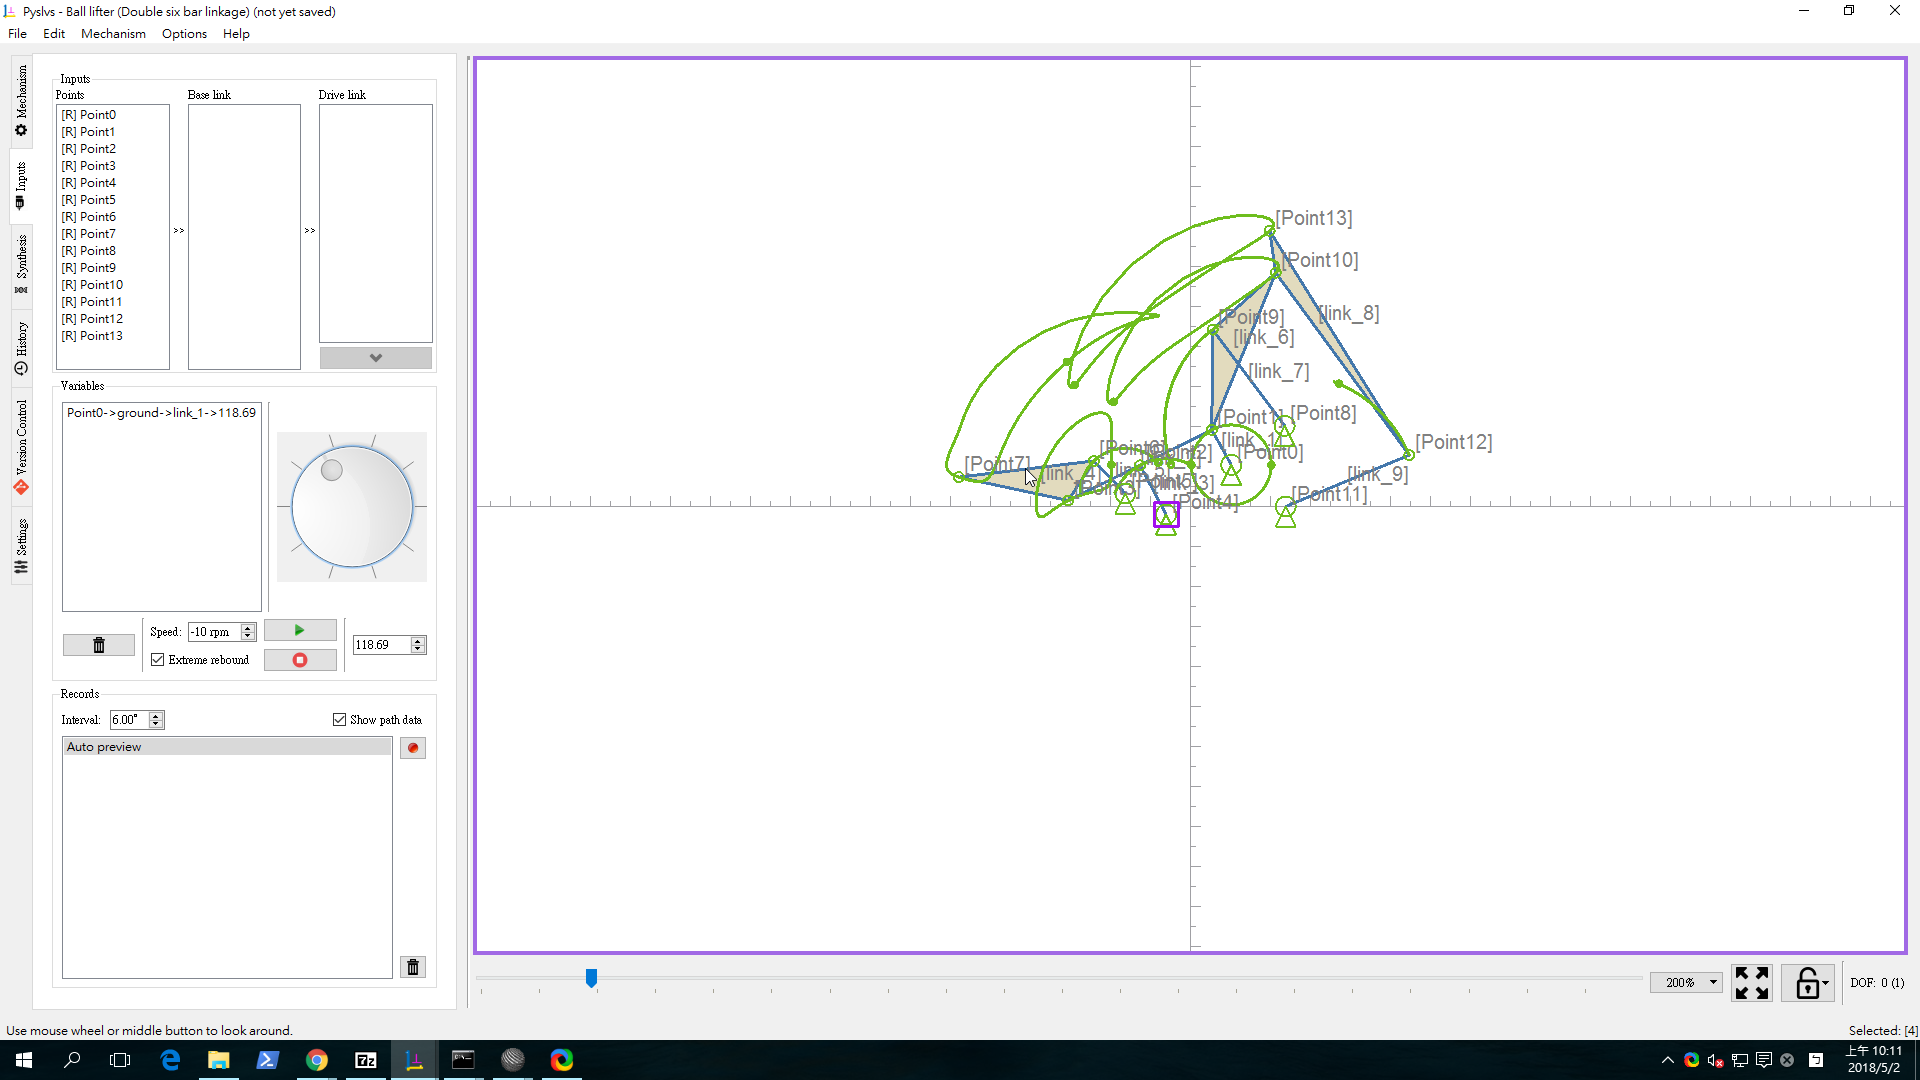 Pyslvs - Ball lifter (Double six bar linkage) (not yet saved)
File Edit Mechanism Options Help
Mechanism
Inputs
Synthesis
History
Version Control
Settings
Inputs
Points Base link Drive link
[R] Point0
[R] Point1
[R] Point2
[R] Point3
[R] Point4
[R] Point5
[R] Point6
[R] Point7
[R] Point8
[R] Point9
[R] Point10
[R] Point11
[R] Point12
[R] Point13
>> >>
Variables
Point0->ground->link_1->118.69
Speed: -10 rpm
Extreme rebound
118.69
Records
Interval: 6.00°
Show path data
Auto preview
[Point13]
[Point10]
[link_8]
[Point9]
[link_6]
[link_7]
[Point8]
[Point1]
[link_1]
[Point0]
[Point12]
[link_9]
[Point11]
[Point7]
[link_4]
[Point6]
[Point2]
[Point3]
[Point5]
[link_3]
[Point4]
200%
DOF: 0 (1)
Use mouse wheel or middle button to look around.
Selected: [4]
上午 10:11
2018/5/2